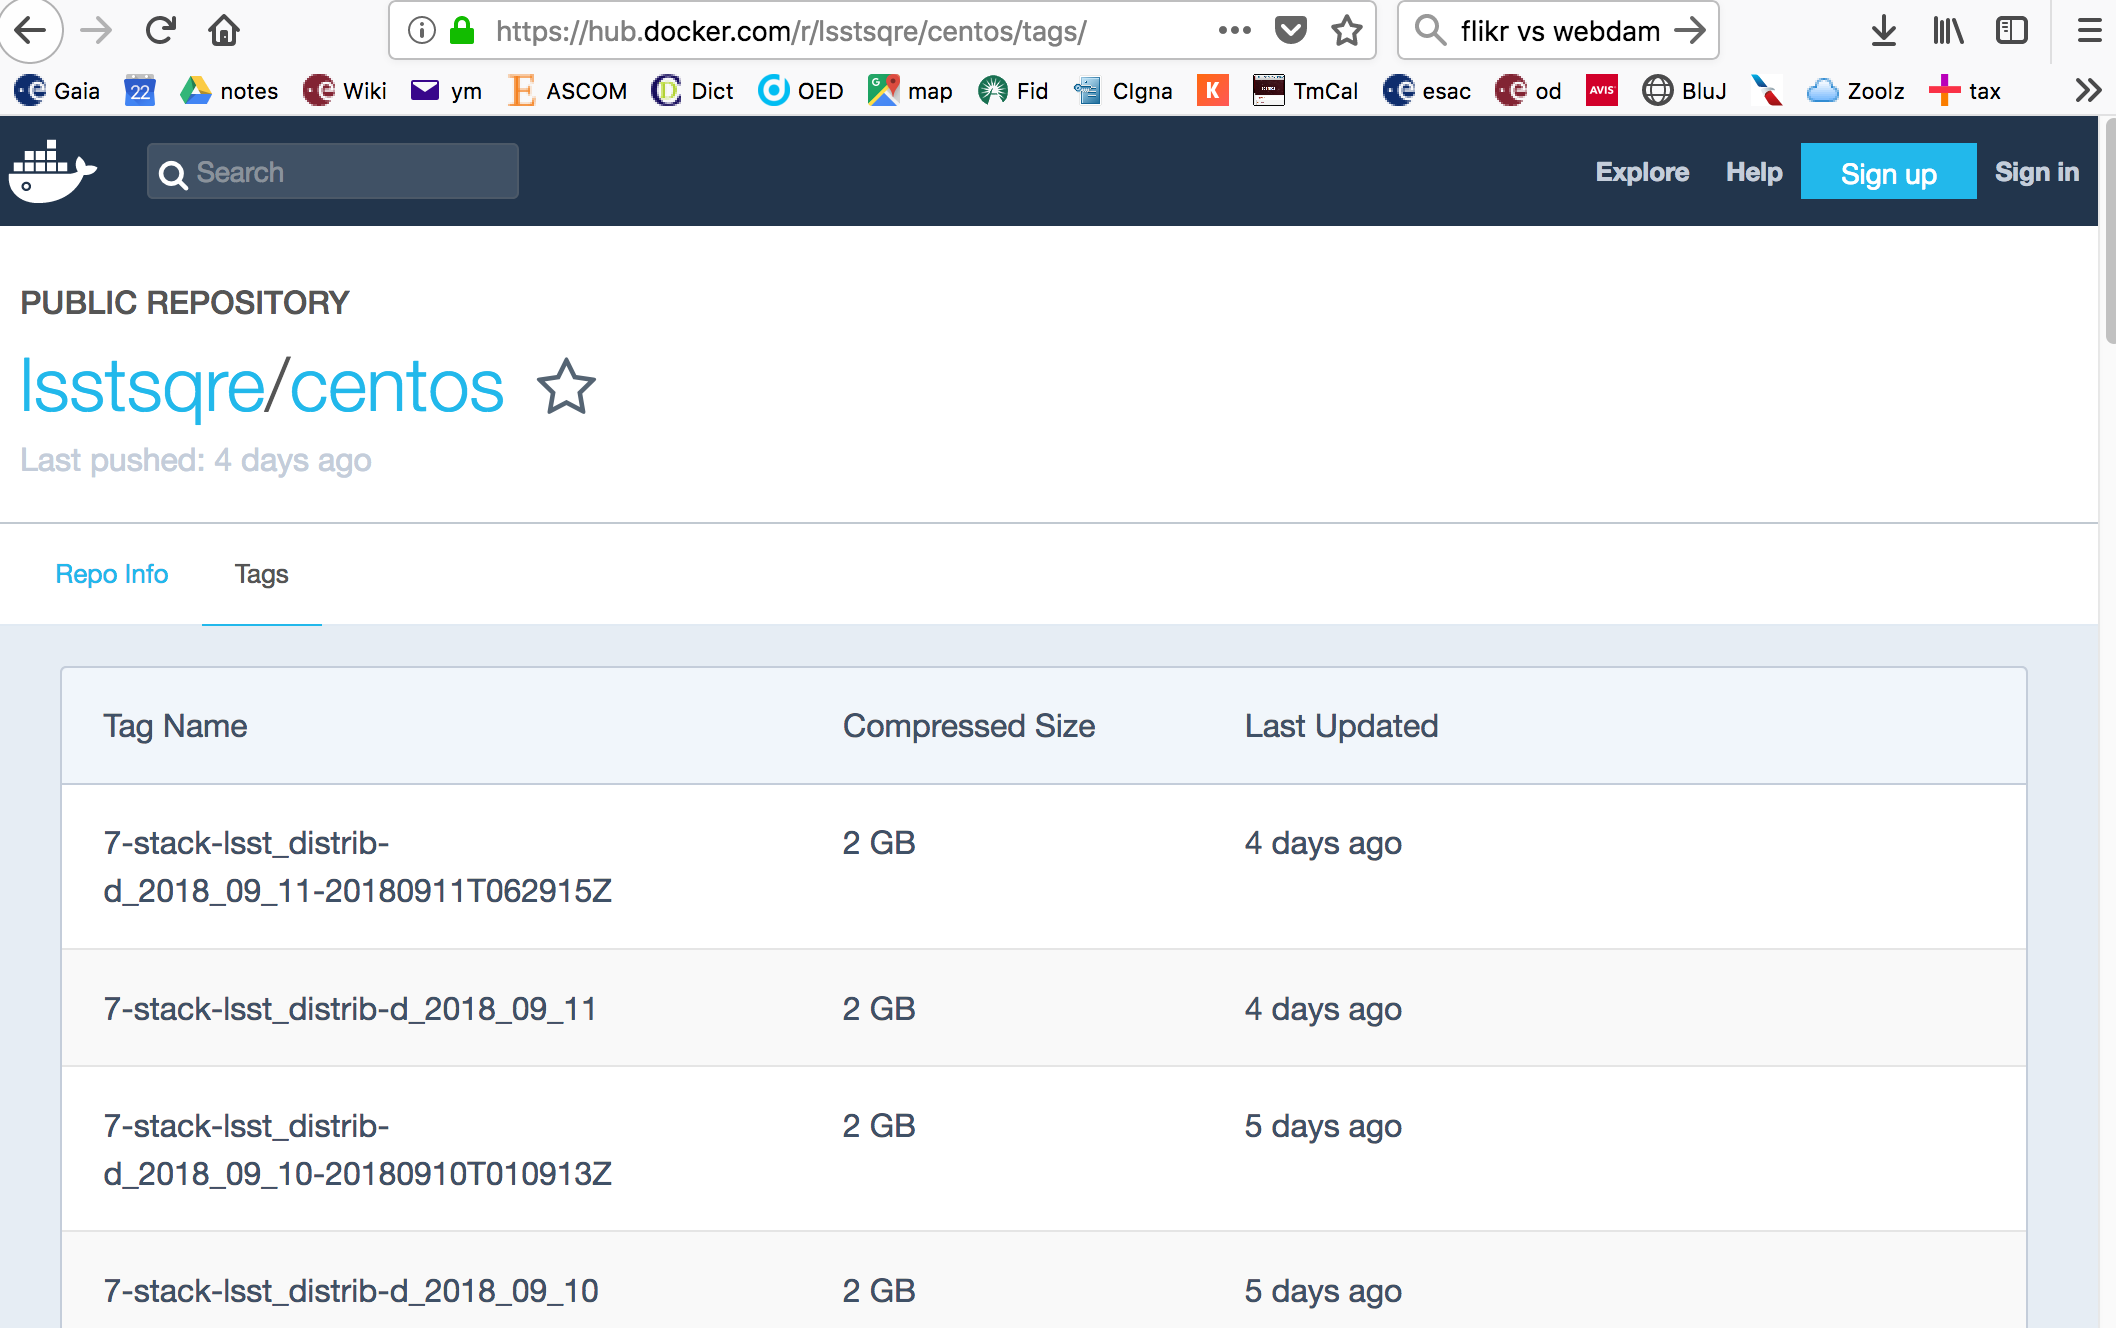 https://hub.docker.com/r/lsstsqre/centos/tags/ flikr vs webdam
Gaia 22 notes Wiki ym E ASCOM D Dict OED G map Fid CIgna K TmCal esac od AVIS BluJ Zoolz tax
Search Explore Help Sign up Sign in
PUBLIC REPOSITORY
lsstsqre/centos
Last pushed: 4 days ago
Repo Info Tags
Tag Name Compressed Size Last Updated
7-stack-lsst_distrib- 2 GB 4 days ago
d_2018_09_11-20180911T062915Z
7-stack-lsst_distrib-d_2018_09_11 2 GB 4 days ago
7-stack-lsst_distrib- 2 GB 5 days ago
d_2018_09_10-20180910T010913Z
7-stack-lsst_distrib-d_2018_09_10 2 GB 5 days ago